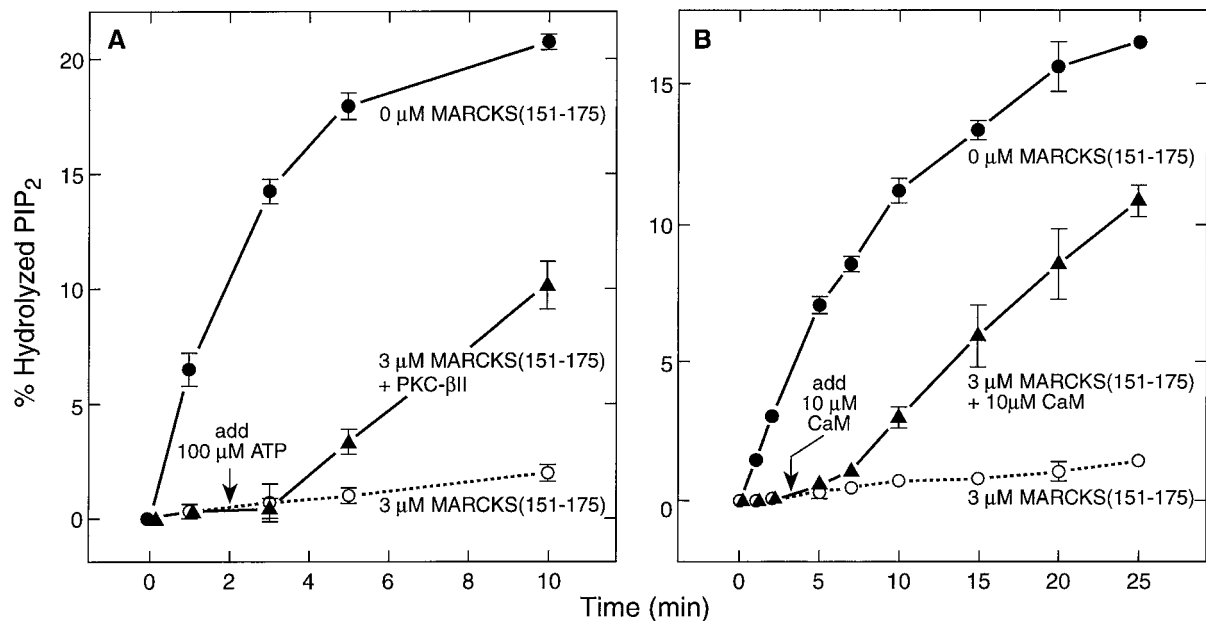 A
20
15
10
5
0
% Hydrolyzed PIP₂
0 µM MARCKS(151-175)
3 µM MARCKS(151-175)
+ PKC-βII
add
100 µM ATP
3 µM MARCKS(151-175)
0 2 4 6 8 10
B
15
10
5
0
0 µM MARCKS(151-175)
add
10 µM
CaM
3 µM MARCKS(151-175)
+ 10µM CaM
3 µM MARCKS(151-175)
0 5 10 15 20 25
Time (min)